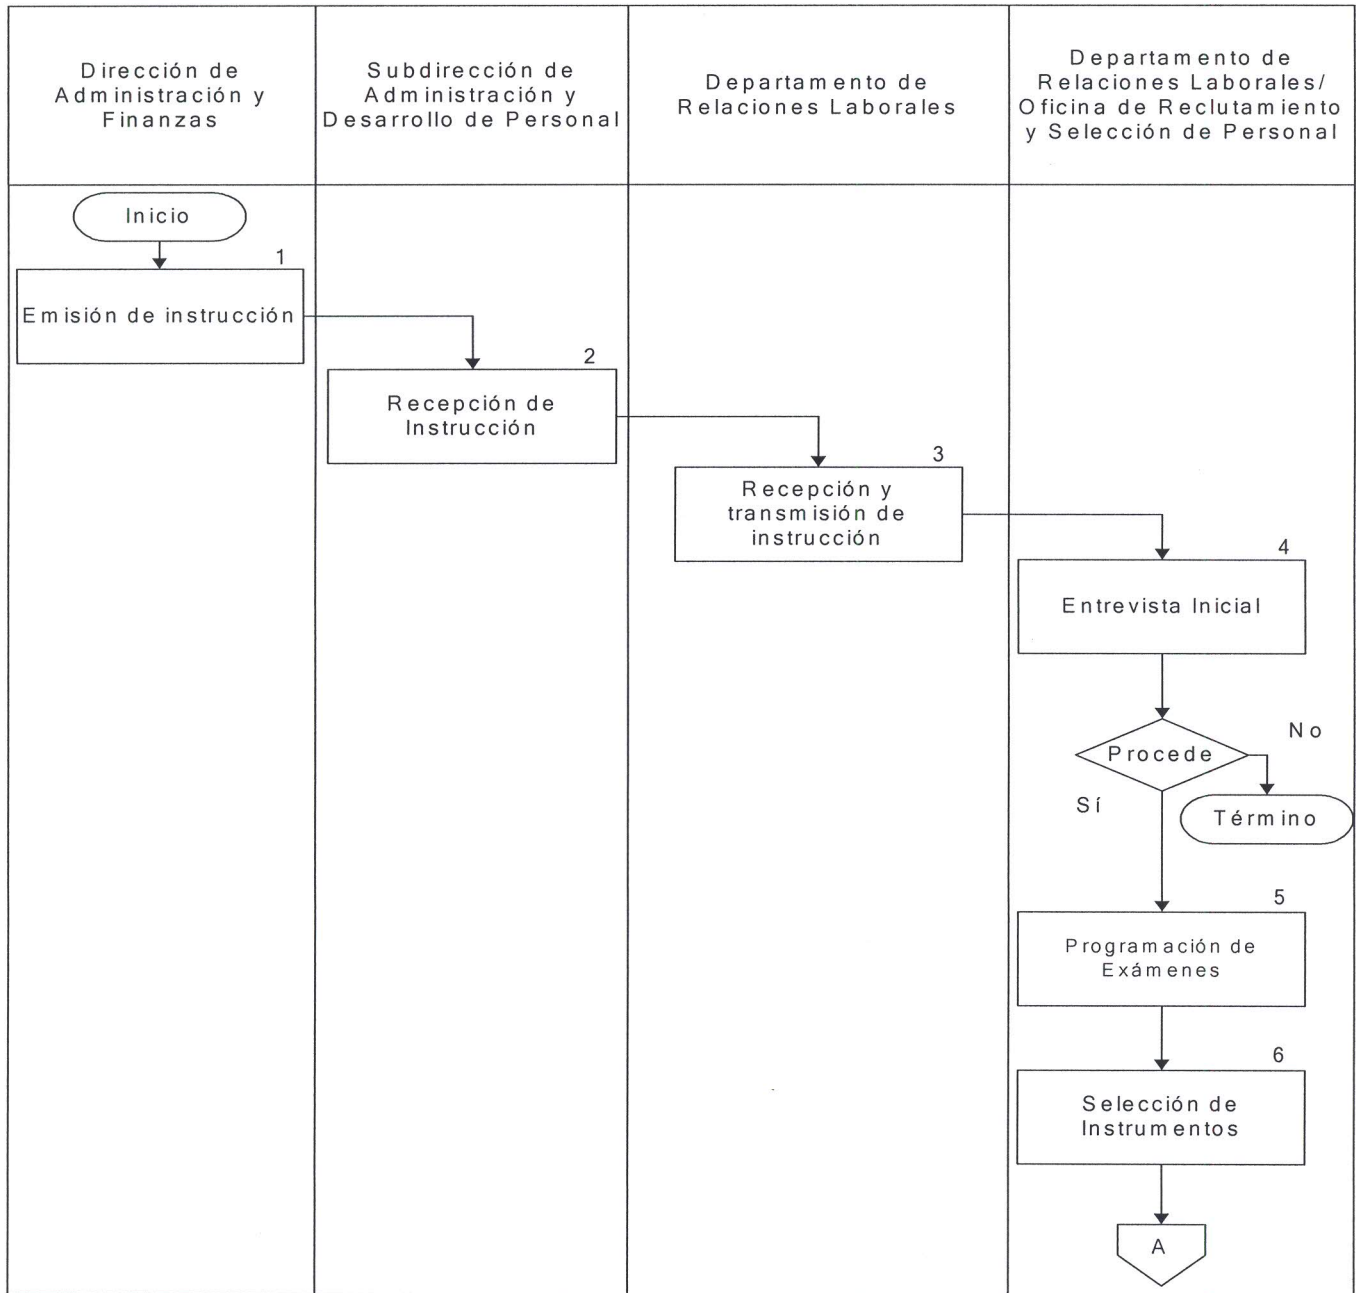 Dirección de
Administración y
Finanzas
Subdirección de
Administración y
Desarrollo de Personal
Departamento de
Relaciones Laborales
Departamento de
Relaciones Laborales/
Oficina de Reclutamiento
y Selección de Personal
Inicio
1
Emisión de instrucción
2
Recepción de
Instrucción
3
Recepción y
transmisión de
instrucción
4
Entrevista Inicial
Procede
No
Sí
Término
5
Programación de
Exámenes
6
Selección de
Instrumentos
A